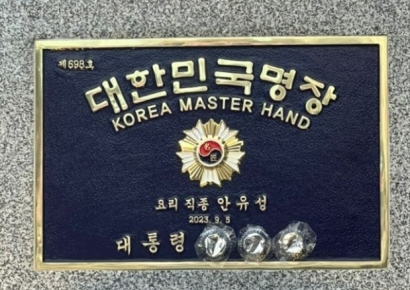 제698호
대한민국명장
KOREA MASTER HAND
요리 직종 안유성
2023. 9. 5
대통령